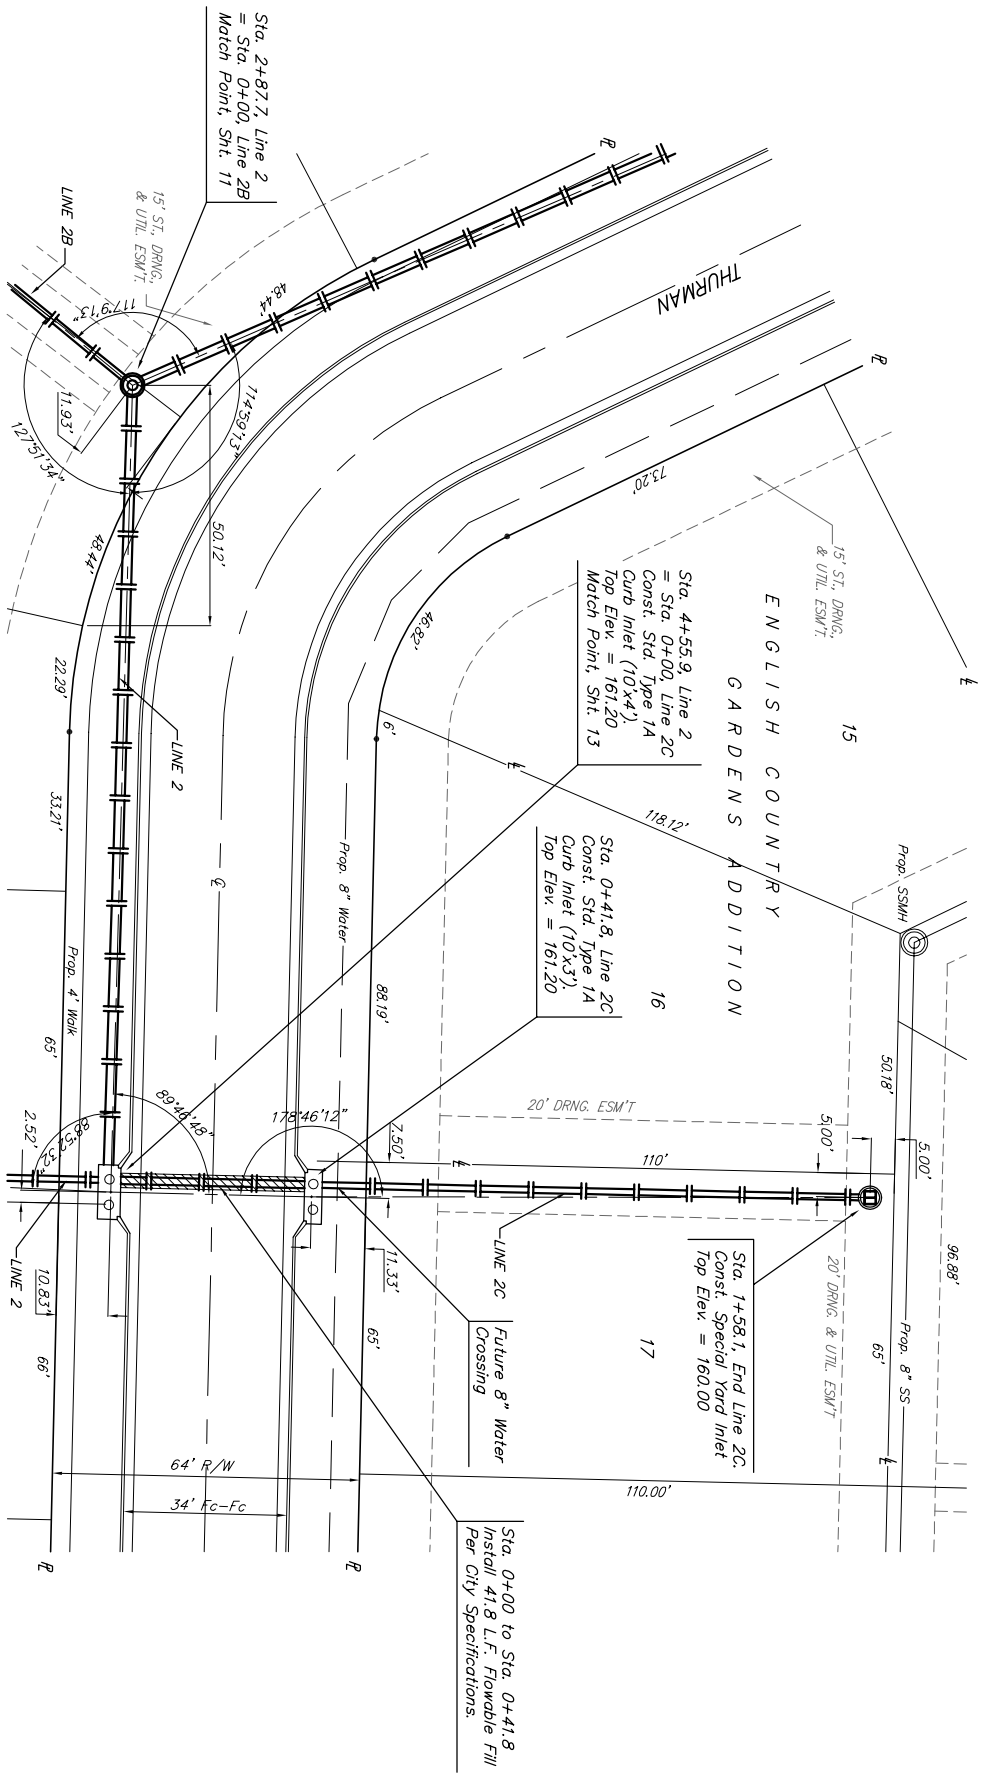 Sta. 2+87.7, Line 2
= Sta. 0+00, Line 2B
Match Point, Sht. 11
LINE 2B
15' ST., DRNG.,
& UTIL. ESM'T.
117°9'13"
11.93'
127°51'34"
114°59'13"
48.44'
50.12'
48.44'
22.29'
33.21'
LINE 2
THURMAN
73.20'
46.82'
15' ST., DRNG.,
& UTIL. ESM'T.
ENGLISH COUNTRY
GARDENS ADDITION
15
16
17
Sta. 4+55.9, Line 2
= Sta. 0+00, Line 2C
Const. Std. Type 1A
Curb Inlet (10'x4').
Top Elev. = 161.20
Match Point, Sht. 13
6'
118.12'
Prop. SSMH
Sta. 0+41.8, Line 2C
Const. Std. Type 1A
Curb Inlet (10'x3').
Top Elev. = 161.20
Prop. 8" Water
88.19'
Prop. 4' Walk
65'
50.18'
5.00'
5.00'
20' DRNG. ESM'T
7.50'
110'
178°46'12"
89°46'48"
88°52'32"
2.52'
LINE 2
10.83'
66'
11.33'
65'
LINE 2C
Future 8" Water
Crossing
Sta. 1+58.1, End Line 2C.
Const. Special Yard Inlet
Top Elev. = 160.00
20' DRNG. & UTIL. ESM'T
96.88'
Prop. 8" SS
65'
64' R/W
34' Fc-Fc
110.00'
Sta. 0+00 to Sta. 0+41.8
Install 41.8 L.F. Flowable Fill
Per City Specifications.